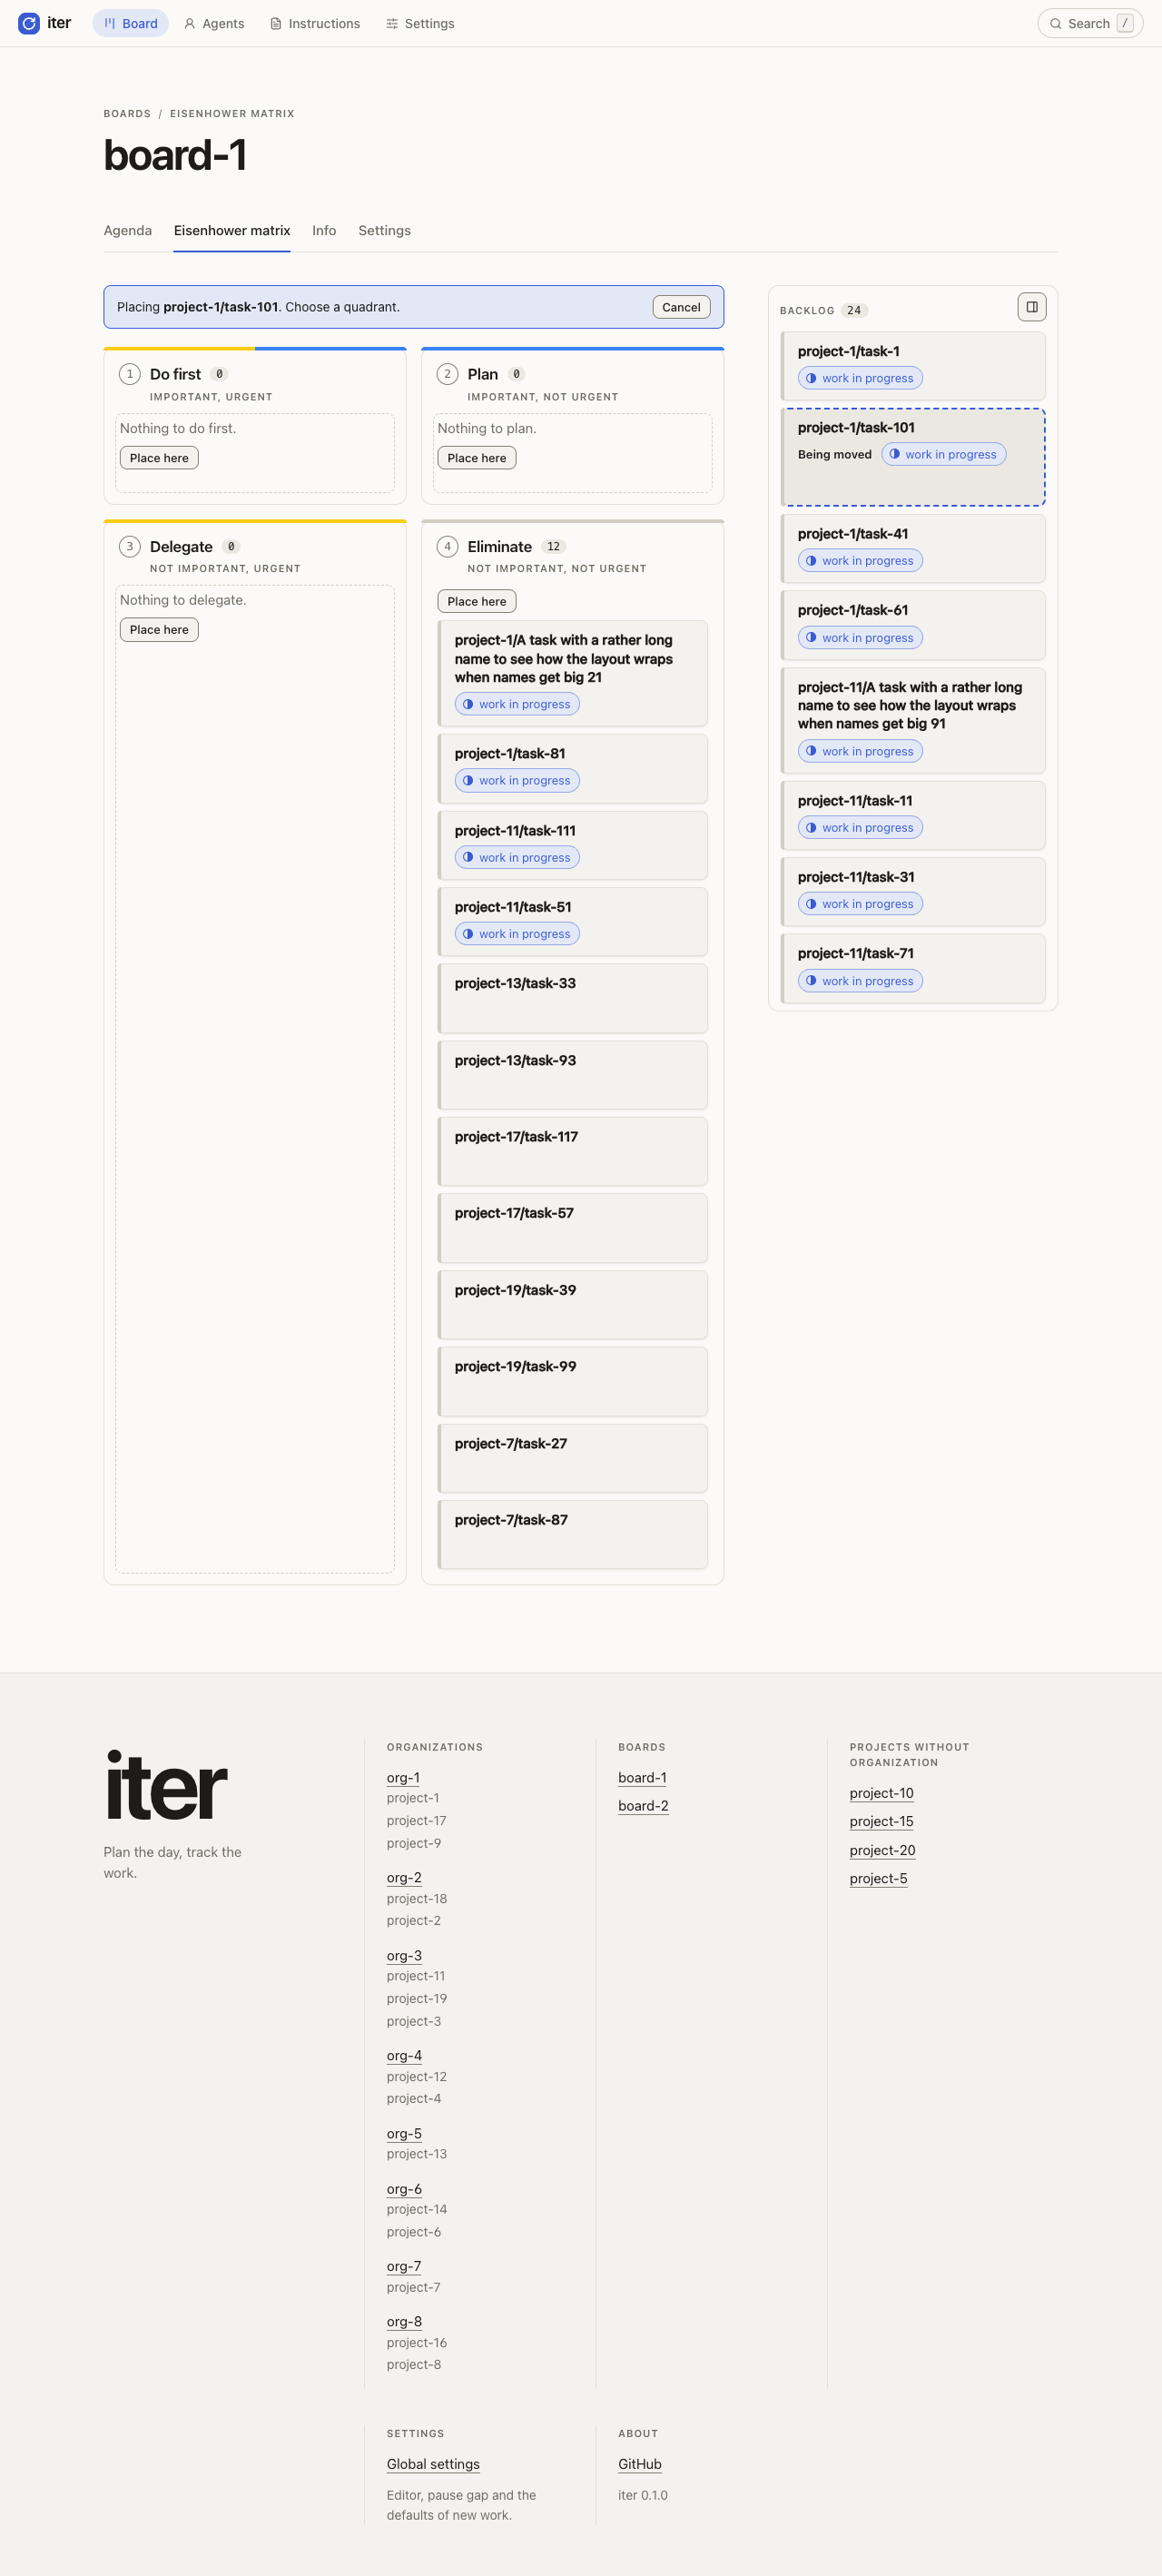 iter
Board
Agents
Instructions
Settings
Search /
BOARDS / EISENHOWER MATRIX
board-1
Agenda
Eisenhower matrix
Info
Settings
Placing project-1/task-101. Choose a quadrant.
Cancel
1 Do first 0
IMPORTANT, URGENT
Nothing to do first.
Place here
2 Plan 0
IMPORTANT, NOT URGENT
Nothing to plan.
Place here
3 Delegate 0
NOT IMPORTANT, URGENT
Nothing to delegate.
Place here
4 Eliminate 12
NOT IMPORTANT, NOT URGENT
Place here
project-1/A task with a rather long
name to see how the layout wraps
when names get big 21
work in progress
project-1/task-81
work in progress
project-11/task-111
work in progress
project-11/task-51
work in progress
project-13/task-33
project-13/task-93
project-17/task-117
project-17/task-57
project-19/task-39
project-19/task-99
project-7/task-27
project-7/task-87
BACKLOG 24
project-1/task-1
work in progress
project-1/task-101
Being moved work in progress
project-1/task-41
work in progress
project-1/task-61
work in progress
project-11/A task with a rather long
name to see how the layout wraps
when names get big 91
work in progress
project-11/task-11
work in progress
project-11/task-31
work in progress
project-11/task-71
work in progress
iter
Plan the day, track the
work.
ORGANIZATIONS
org-1
project-1
project-17
project-9
org-2
project-18
project-2
org-3
project-11
project-19
project-3
org-4
project-12
project-4
org-5
project-13
org-6
project-14
project-6
org-7
project-7
org-8
project-16
project-8
BOARDS
board-1
board-2
PROJECTS WITHOUT
ORGANIZATION
project-10
project-15
project-20
project-5
SETTINGS
Global settings
Editor, pause gap and the
defaults of new work.
ABOUT
GitHub
iter 0.1.0